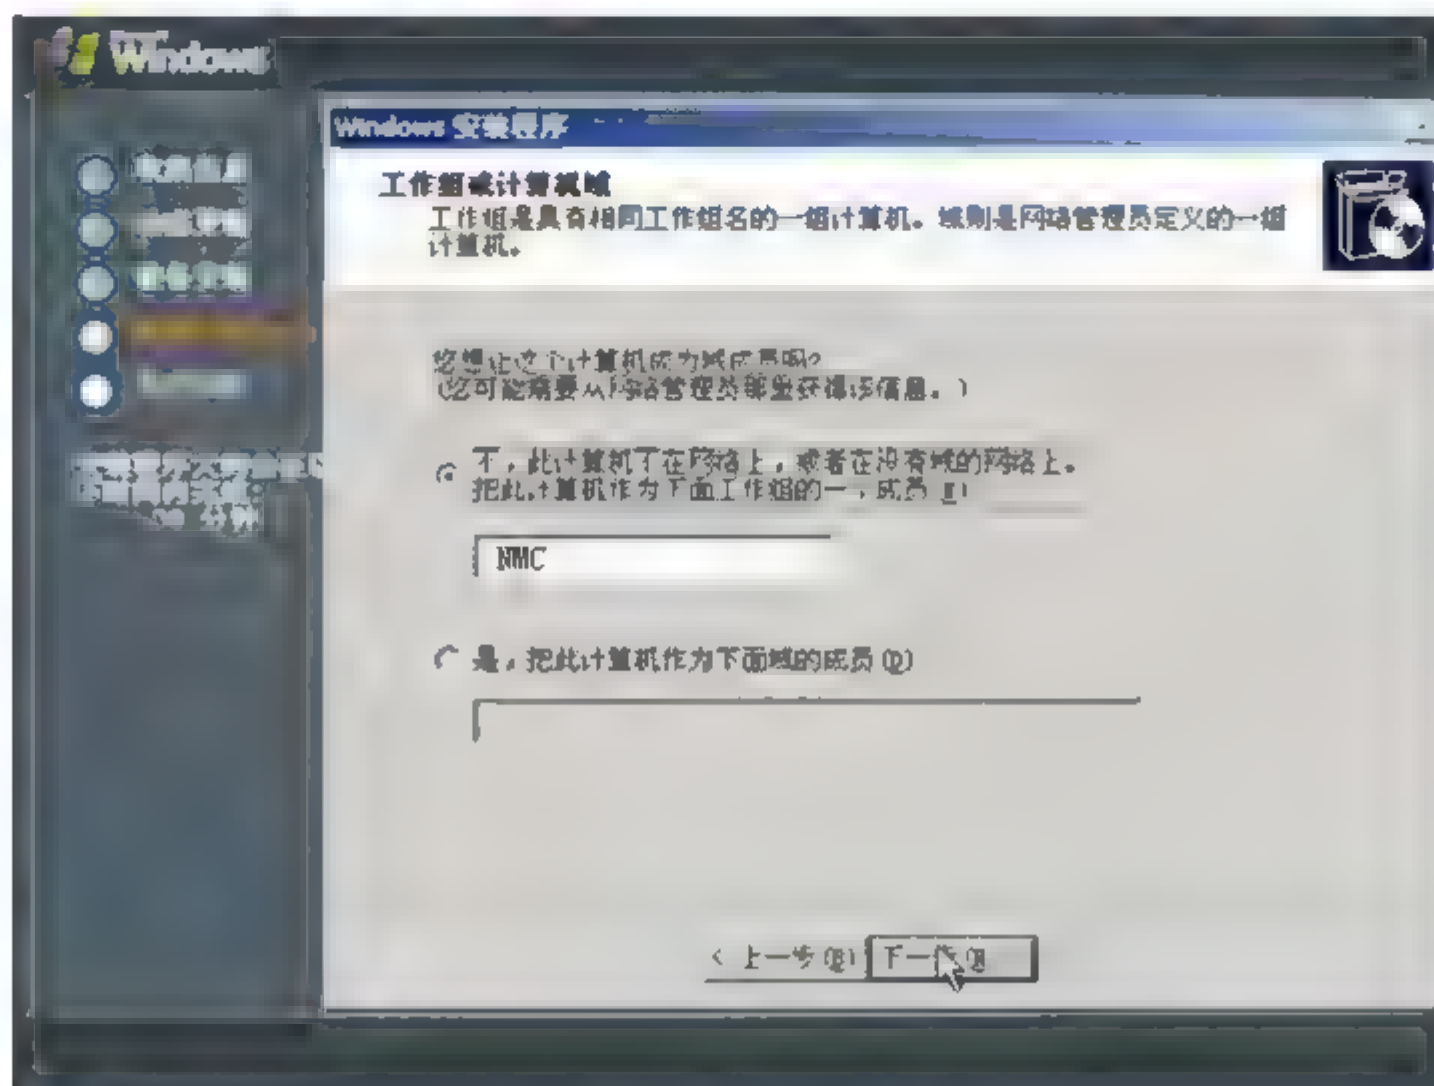 Windows
Windows 安装程序
工作组或计算机域
工作组是具有相同工作组名的一组计算机。域则是网络管理员定义的一组
计算机。
您想让这个计算机成为域成员吗?
(您可能需要从网络管理员那里获得该信息。)
不，此计算机不在网络上，或者在没有域的网络上。
把此计算机作为下面工作组的一个成员(W)
NMC
是，把此计算机作为下面域的成员(D)
< 上一步(B)
下一步(N)